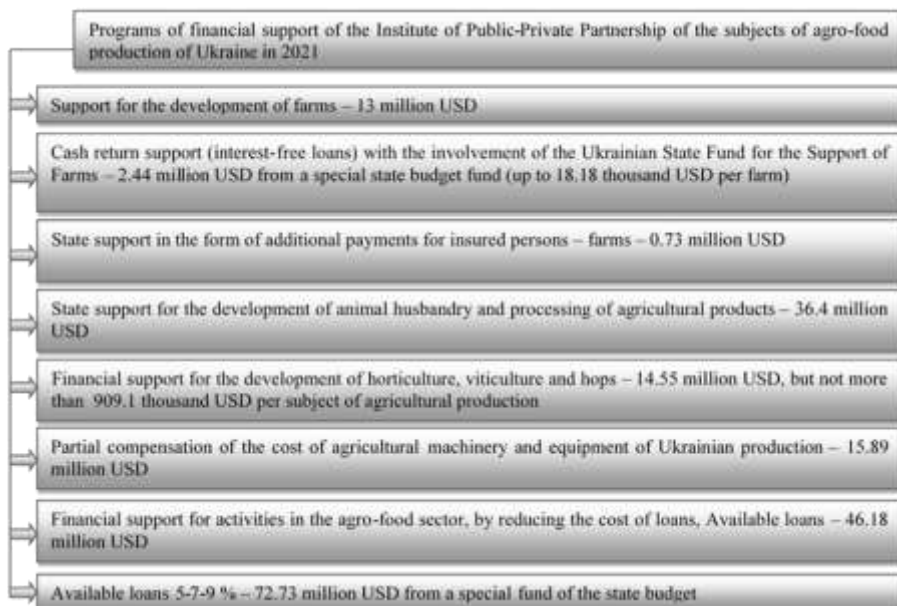 Programs of financial support of the Institute of Public-Private Partnership of the subjects of agro-food
production of Ukraine in 2021
Support for the development of farms – 13 million USD
Cash return support (interest-free loans) with the involvement of the Ukrainian State Fund for the Support of
Farms – 2.44 million USD from a special state budget fund (up to 18.18 thousand USD per farm)
State support in the form of additional payments for insured persons – farms – 0.73 million USD
State support for the development of animal husbandry and processing of agricultural products – 36.4 million
USD
Financial support for the development of horticulture, viticulture and hops – 14.55 million USD, but not more
than 909.1 thousand USD per subject of agricultural production
Partial compensation of the cost of agricultural machinery and equipment of Ukrainian production – 15.89
million USD
Financial support for activities in the agro-food sector, by reducing the cost of loans, Available loans – 46.18
million USD
Available loans 5-7-9 % – 72.73 million USD from a special fund of the state budget